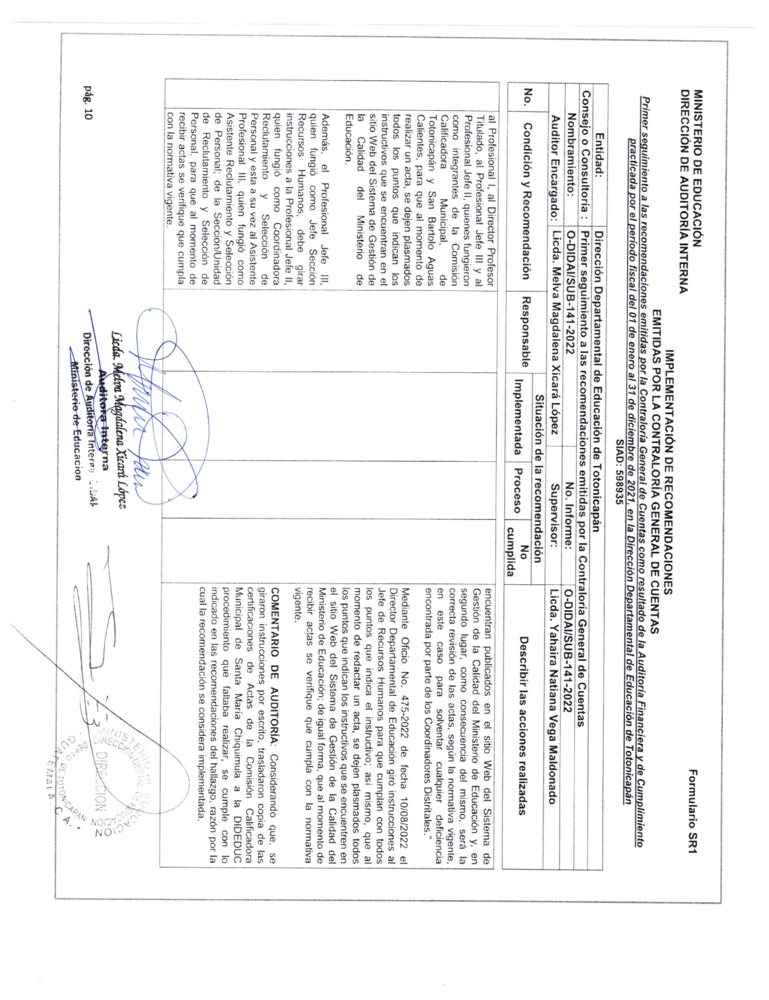 MINISTERIO DE EDUCACIÓN
DIRECCIÓN DE AUDITORÍA INTERNA
Formulario SR1
IMPLEMENTACIÓN DE RECOMENDACIONES
EMITIDAS POR LA CONTRALORÍA GENERAL DE CUENTAS
Primer seguimiento a las recomendaciones emitidas por la Contraloría General de Cuentas como resultado de la Auditoría Financiera y de Cumplimiento
practicada por el período fiscal del 01 de enero al 31 de diciembre de 2021, en la Dirección Departamental de Educación de Totonicapán
SIAD: 598935
Entidad: Dirección Departamental de Educación de Totonicapán
Consejo o Consultoría : Primer seguimiento a las recomendaciones emitidas por la Contraloría General de Cuentas
Nombramiento: O-DIDAI/SUB-141-2022 No. Informe: O-DIDAI/SUB-141-2022
Auditor Encargado: Licda. Melva Magdalena Xicará López Supervisor: Licda. Yahaira Natiana Vega Maldonado
No. Condición y Recomendación Responsable Situación de la recomendación Describir las acciones realizadas
Implementada Proceso No cumplida
al Profesional I, al Director Profesor
Titulado, al Profesional Jefe III y al
Profesional Jefe II, quienes fungieron
como integrantes de la Comisión
Calificadora Municipal, de
Totonicapán y San Bartolo Aguas
Calientes, para que al momento de
realizar un acta, se dejen plasmados
todos los puntos que indican los
instructivos que se encuentran en el
sitio Web del Sistema de Gestión de
la Calidad del Ministerio de
Educación.
Además, el Profesional Jefe III,
quien fungió como Jefe Sección
Recursos Humanos, debe girar
instrucciones a la Profesional Jefe II,
quien fungió como Coordinadora
Reclutamiento y Selección de
Personal y esta a su vez al Asistente
Profesional III, quien fungió como
Asistente Reclutamiento y Selección
de Personal; de la Sección/Unidad
de Reclutamiento y Selección de
Personal, para que al momento de
recibir actas se verifique que cumpla
con la normativa vigente.
encuentran publicados en el sitio Web del Sistema de
Gestión de la Calidad del Ministerio de Educación y, en
segundo lugar, como consecuencia del mismo, será la
correcta revisión de las actas, según la normativa vigente,
en este caso para solventar cualquier deficiencia
encontrada por parte de los Coordinadores Distritales."
Mediante Oficio No. 475-2022 de fecha 10/08/2022 el
Director Departamental de Educación giró instrucciones al
Jefe de Recursos Humanos para que cumplan con todos
los puntos que indica el instructivo; así mismo, que al
momento de redactar un acta, se dejen plasmados todos
los puntos que indican los instructivos que se encuentren en
el sitio Web del Sistema de Gestión de la Calidad del
Ministerio de Educación; de igual forma, que al momento de
recibir actas se verifique que cumpla con la normativa
vigente.
COMENTARIO DE AUDITORÍA: Considerando que, se
giraron instrucciones por escrito, trasladaron copia de las
certificaciones de Actas de la Comisión Calificadora
Municipal de Santa María Chiquimula a la DIDEDUC
procedimiento que faltaba realizar, se cumple con lo
indicado en las recomendaciones del hallazgo, razón por la
cual la recomendación se considera implementada.
Licda. Melva Magdalena Xicará López
Auditora Interna
Dirección de Auditoría Interna
Ministerio de Educacion
MINISTERIO DE EDUCACION
DIRECCION
DEPTO DE TOTONICAPAN
GUATEMALA C. A.
pág. 10